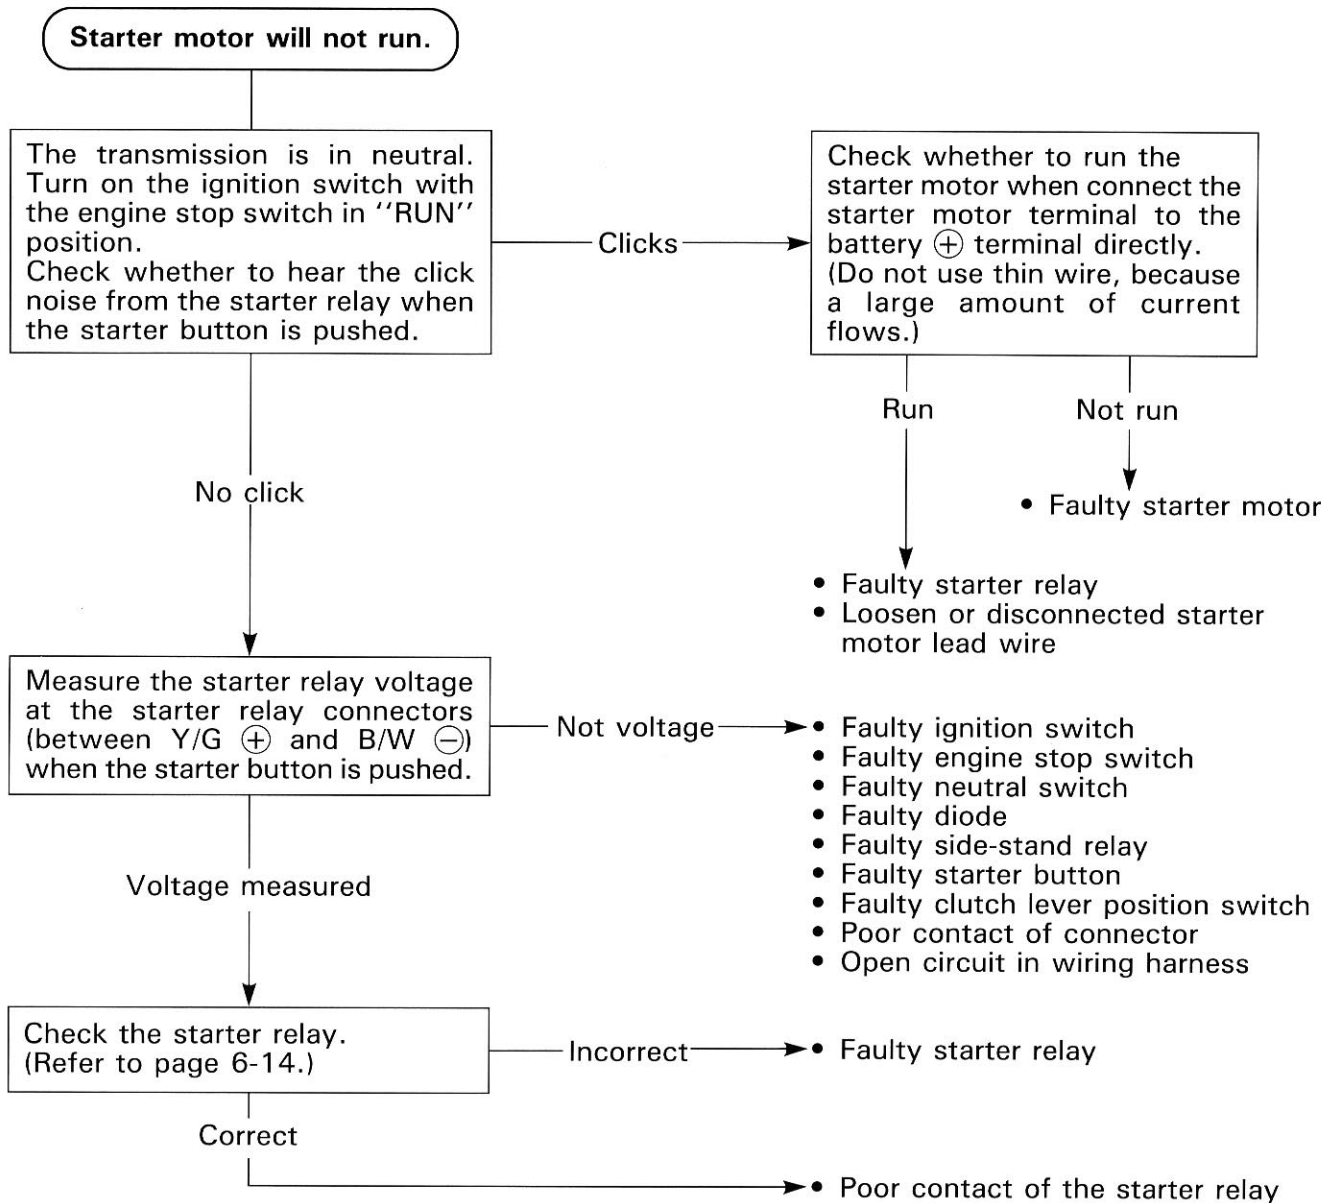 Starter motor will not run.
The transmission is in neutral.
Turn on the ignition switch with
the engine stop switch in ''RUN''
position.
Check whether to hear the click
noise from the starter relay when
the starter button is pushed.
Clicks
Check whether to run the
starter motor when connect the
starter motor terminal to the
battery ⊕ terminal directly.
(Do not use thin wire, because
a large amount of current
flows.)
Run
Not run
• Faulty starter motor
• Faulty starter relay
• Loosen or disconnected starter
motor lead wire
No click
Measure the starter relay voltage
at the starter relay connectors
(between Y/G ⊕ and B/W ⊖)
when the starter button is pushed.
Not voltage
• Faulty ignition switch
• Faulty engine stop switch
• Faulty neutral switch
• Faulty diode
• Faulty side-stand relay
• Faulty starter button
• Faulty clutch lever position switch
• Poor contact of connector
• Open circuit in wiring harness
Voltage measured
Check the starter relay.
(Refer to page 6-14.)
Incorrect
• Faulty starter relay
Correct
• Poor contact of the starter relay